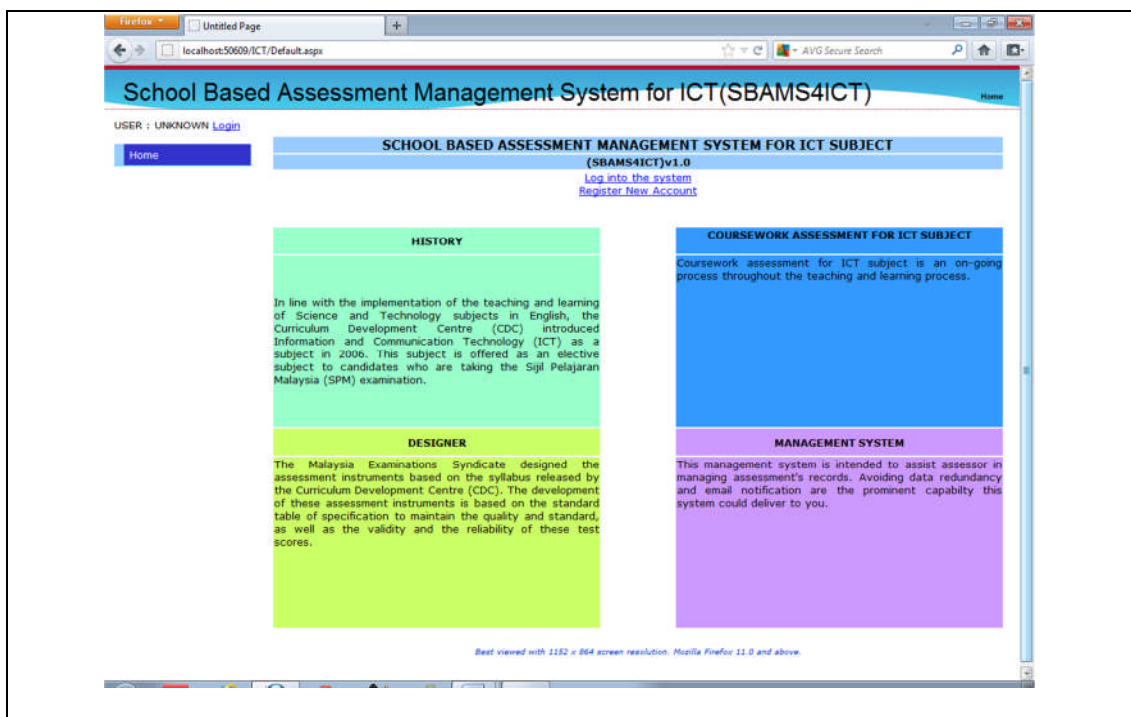 Firefox
Untitled Page
+
localhost:50609/ICT/Default.aspx
AVG Secure Search
School Based Assessment Management System for ICT(SBAMS4ICT)
Home
USER : UNKNOWN Login
Home
SCHOOL BASED ASSESSMENT MANAGEMENT SYSTEM FOR ICT SUBJECT
(SBAMS4ICT)v1.0
Log into the system
Register New Account
HISTORY
In line with the implementation of the teaching and learning
of Science and Technology subjects in English, the
Curriculum Development Centre (CDC) introduced
Information and Communication Technology (ICT) as a
subject in 2006. This subject is offered as an elective
subject to candidates who are taking the Sijil Pelajaran
Malaysia (SPM) examination.
COURSEWORK ASSESSMENT FOR ICT SUBJECT
Coursework assessment for ICT subject is an on-going
process throughout the teaching and learning process.
DESIGNER
The Malaysia Examinations Syndicate designed the
assessment instruments based on the syllabus released by
the Curriculum Development Centre (CDC). The development
of these assessment instruments is based on the standard
table of specification to maintain the quality and standard,
as well as the validity and the reliability of these test
scores.
MANAGEMENT SYSTEM
This management system is intended to assist assessor in
managing assessment's records. Avoiding data redundancy
and email notification are the prominent capabilty this
system could deliver to you.
Best viewed with 1152 x 864 screen resolution. Mozilla Firefox 11.0 and above.